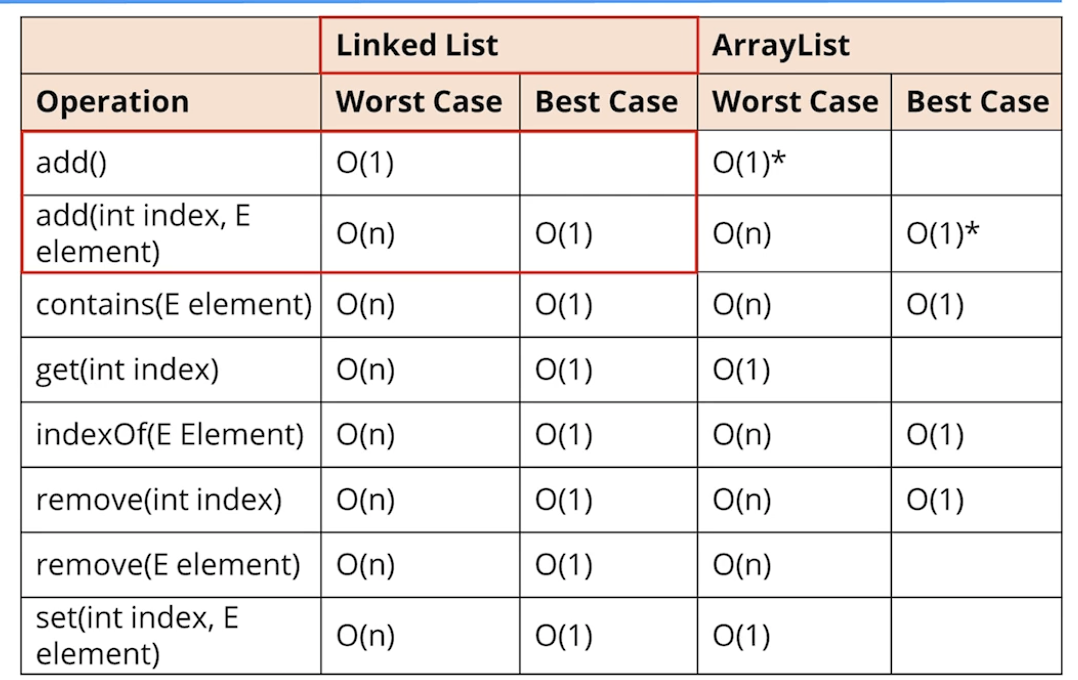 Linked List ArrayList
Operation Worst Case Best Case Worst Case Best Case
add() O(1) O(1)*
add(int index, E
element) O(n) O(1) O(n) O(1)*
contains(E element) O(n) O(1) O(n) O(1)
get(int index) O(n) O(1) O(1)
indexOf(E Element) O(n) O(1) O(n) O(1)
remove(int index) O(n) O(1) O(n) O(1)
remove(E element) O(n) O(1) O(n)
set(int index, E
element) O(n) O(1) O(1)